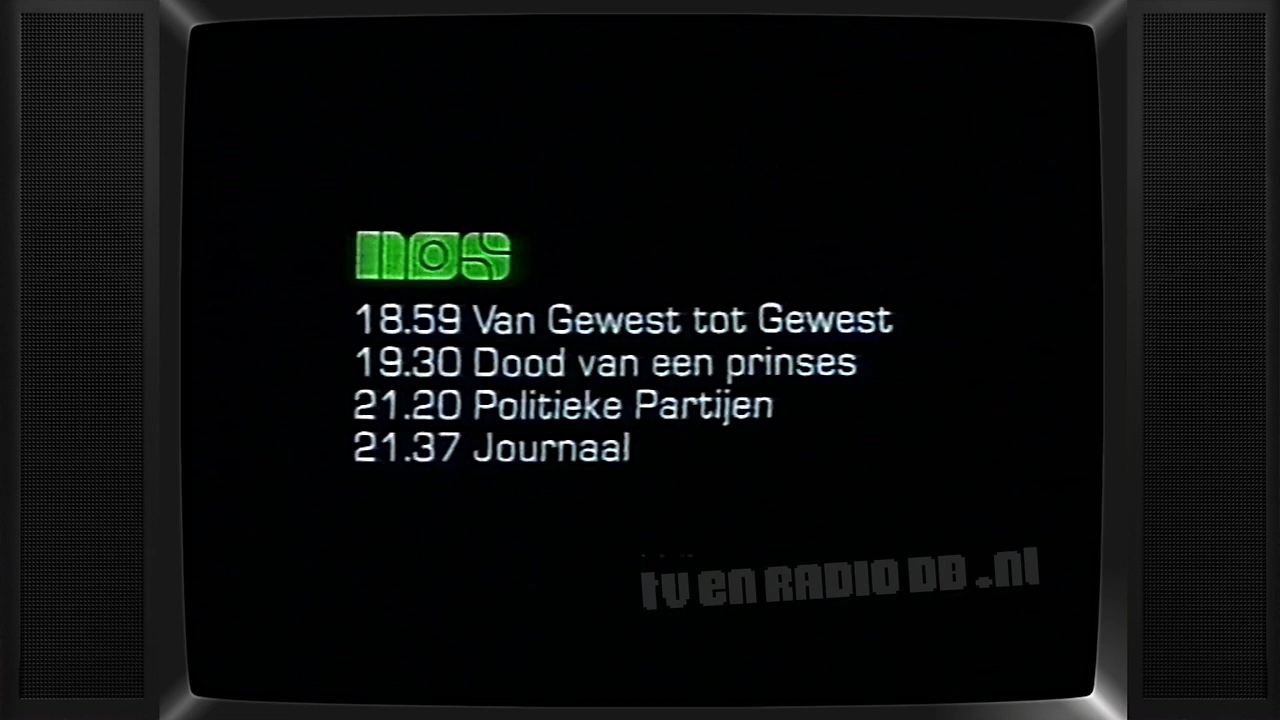 nos
18.59 Van Gewest tot Gewest
19.30 Dood van een prinses
21.20 Politieke Partijen
21.37 Journaal
tv en RADIO DB .nl